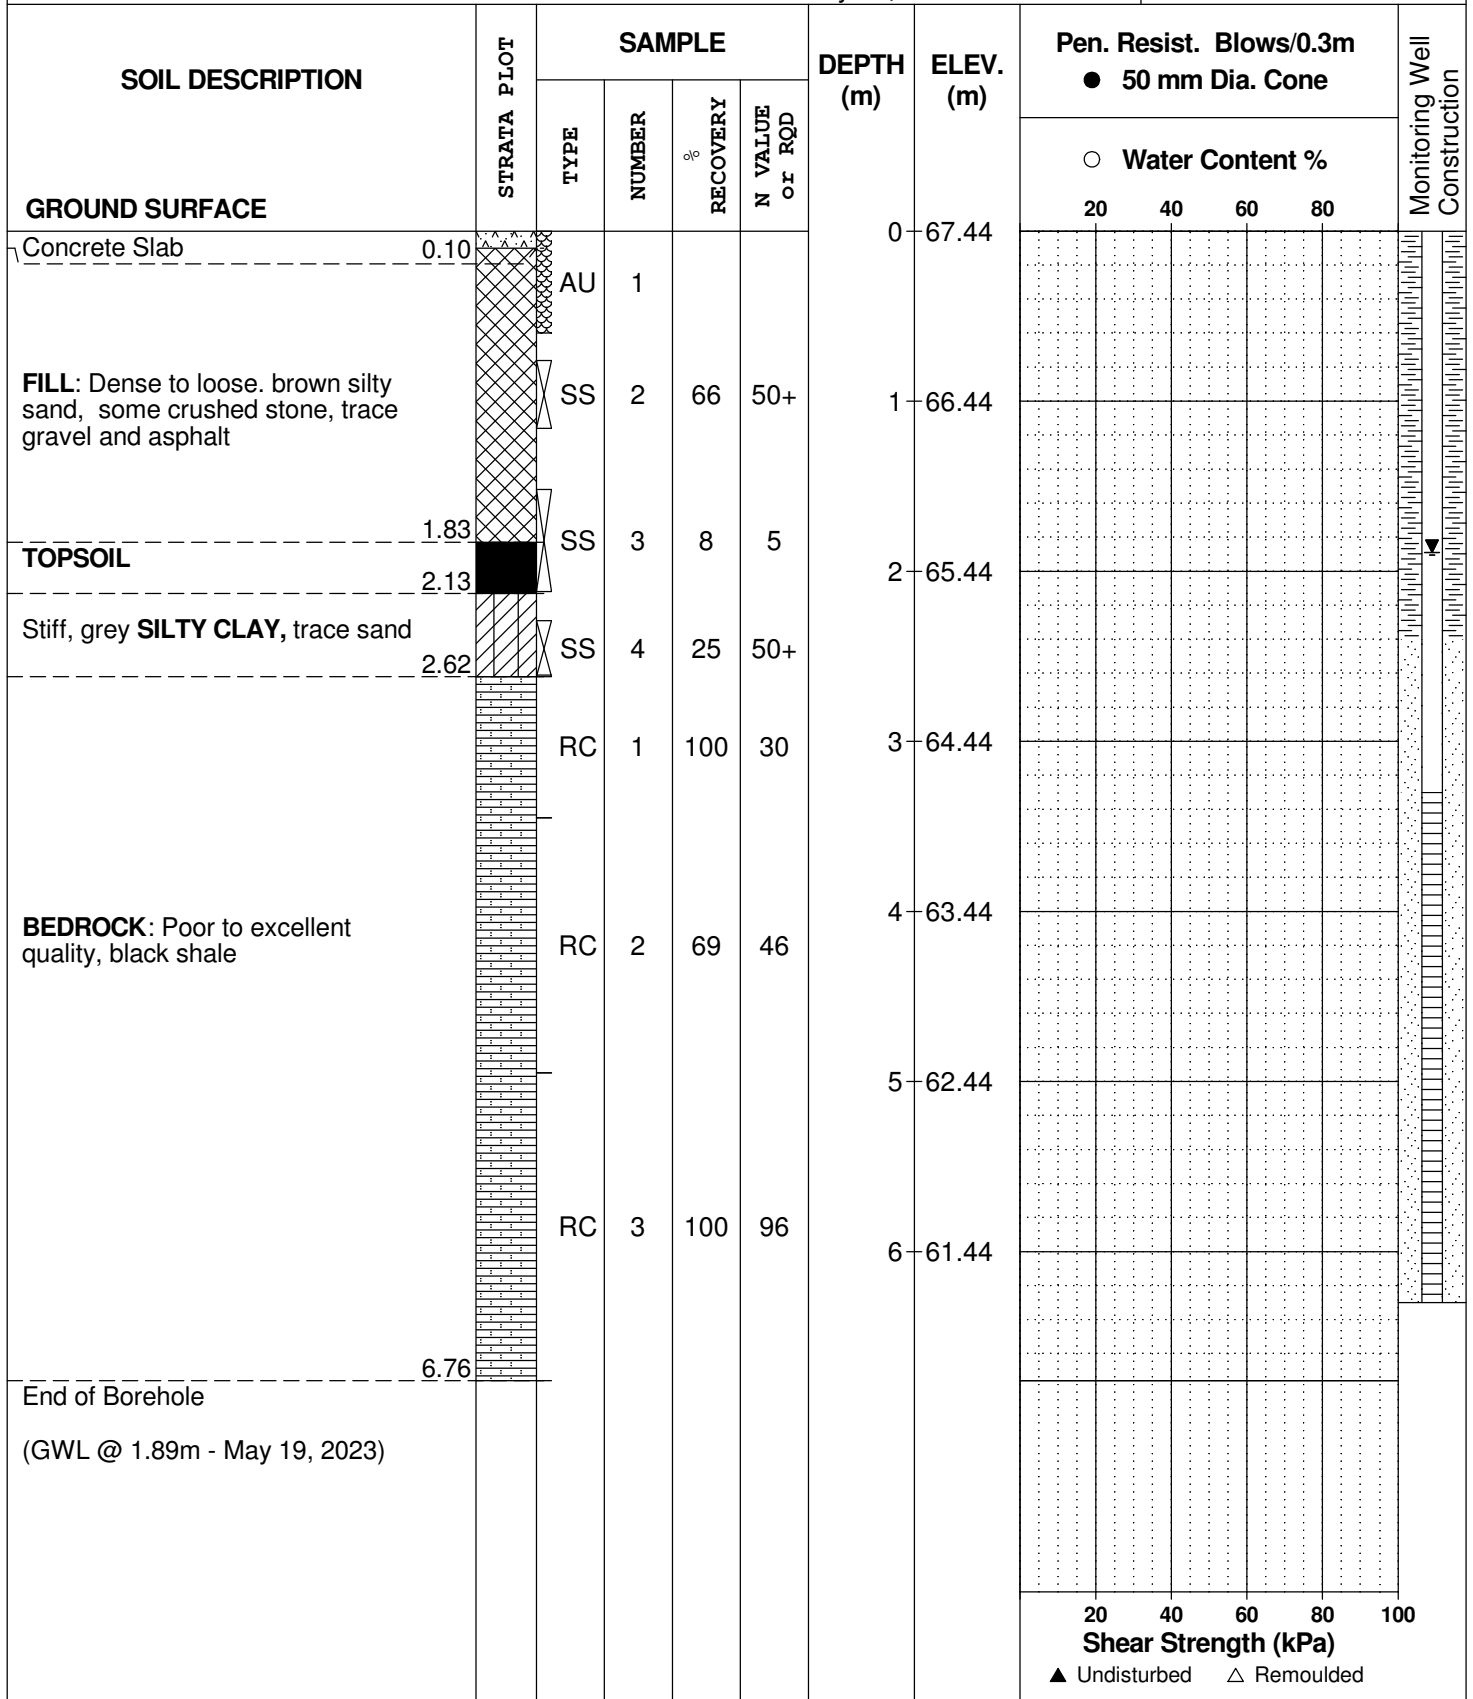 SOIL DESCRIPTION
GROUND SURFACE
STRATA PLOT
SAMPLE
TYPE
NUMBER
% RECOVERY
N VALUE or RQD
DEPTH (m)
ELEV. (m)
Pen. Resist. Blows/0.3m
● 50 mm Dia. Cone
○ Water Content %
20 40 60 80
Monitoring Well Construction
0 67.44
Concrete Slab 0.10
AU 1
FILL: Dense to loose. brown silty
sand, some crushed stone, trace
gravel and asphalt
SS 2 66 50+
1 66.44
1.83
SS 3 8 5
TOPSOIL
2.13
2 65.44
Stiff, grey SILTY CLAY, trace sand
2.62
SS 4 25 50+
RC 1 100 30
3 64.44
4 63.44
BEDROCK: Poor to excellent
quality, black shale
RC 2 69 46
5 62.44
RC 3 100 96
6 61.44
6.76
End of Borehole
(GWL @ 1.89m - May 19, 2023)
20 40 60 80 100
Shear Strength (kPa)
▲ Undisturbed △ Remoulded